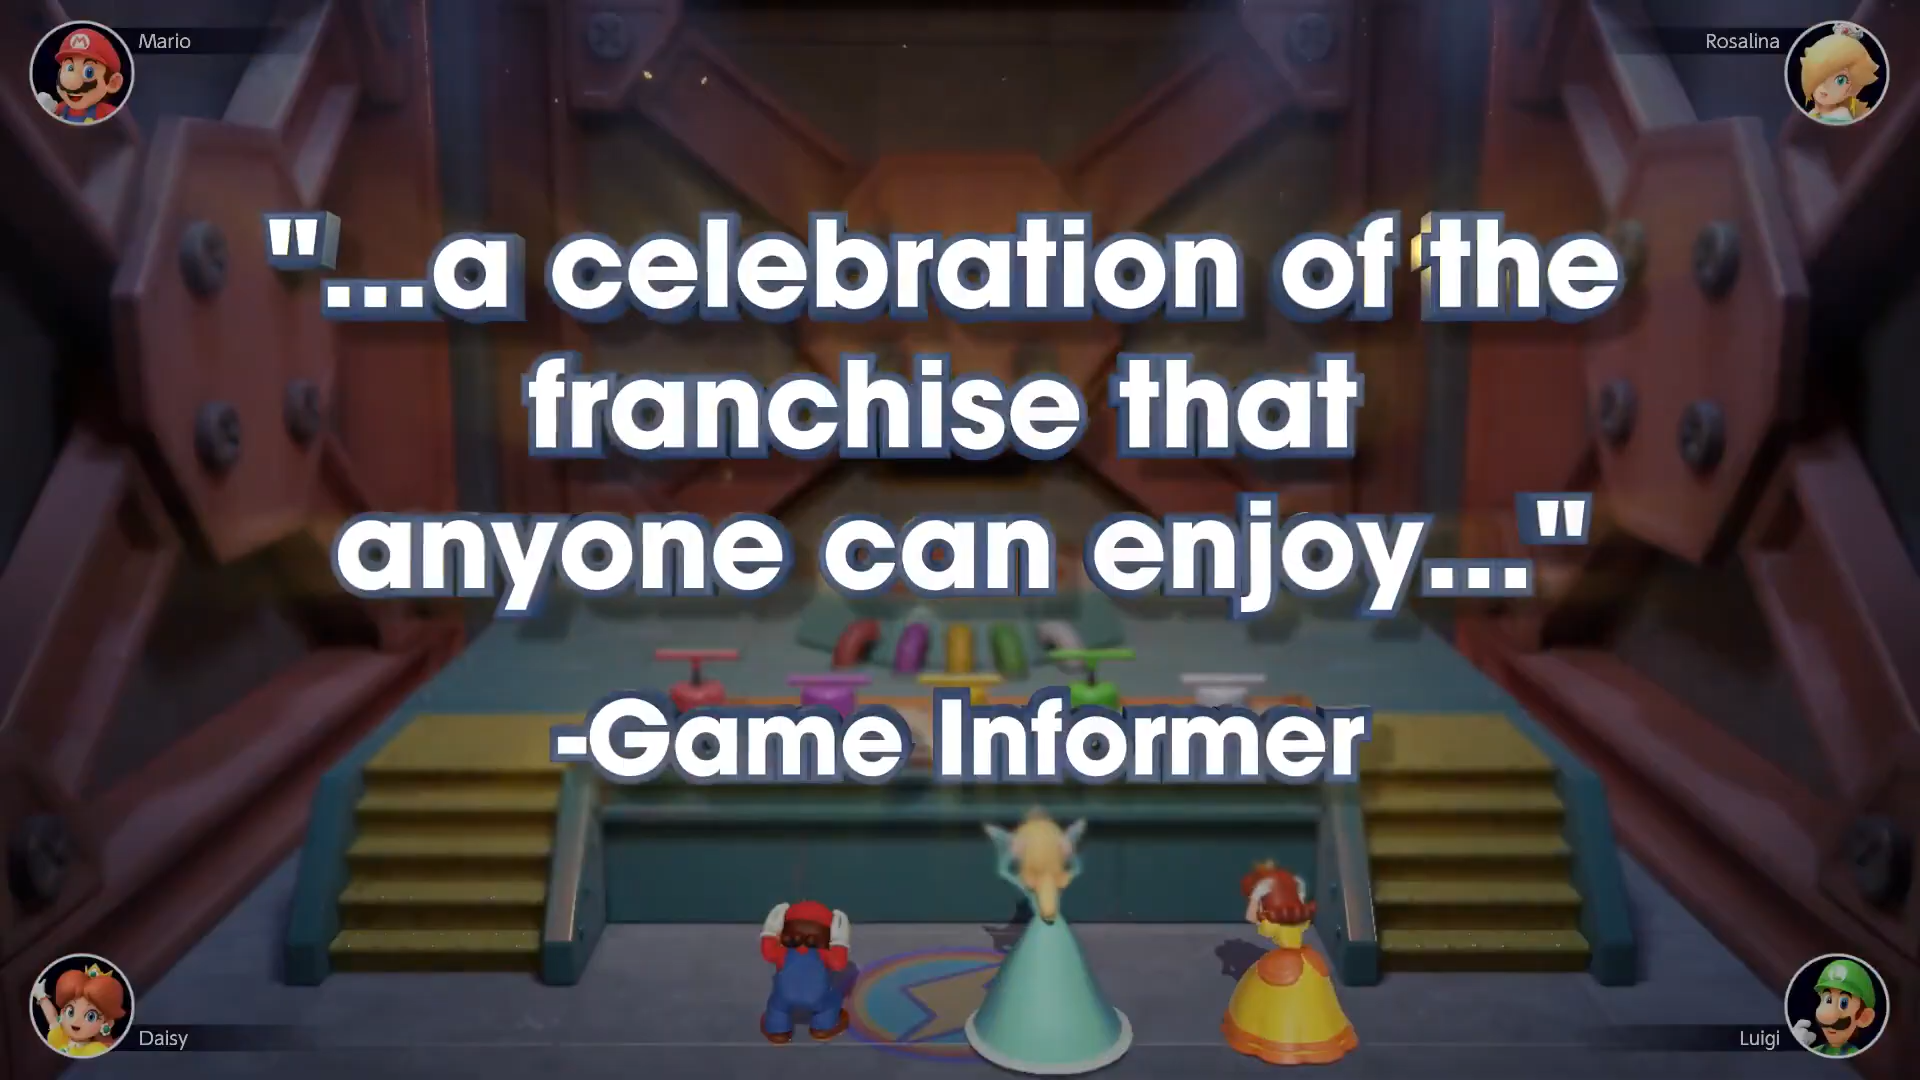 Mario
Rosalina
"...a celebration of the
franchise that
anyone can enjoy..."
-Game Informer
Daisy
Luigi